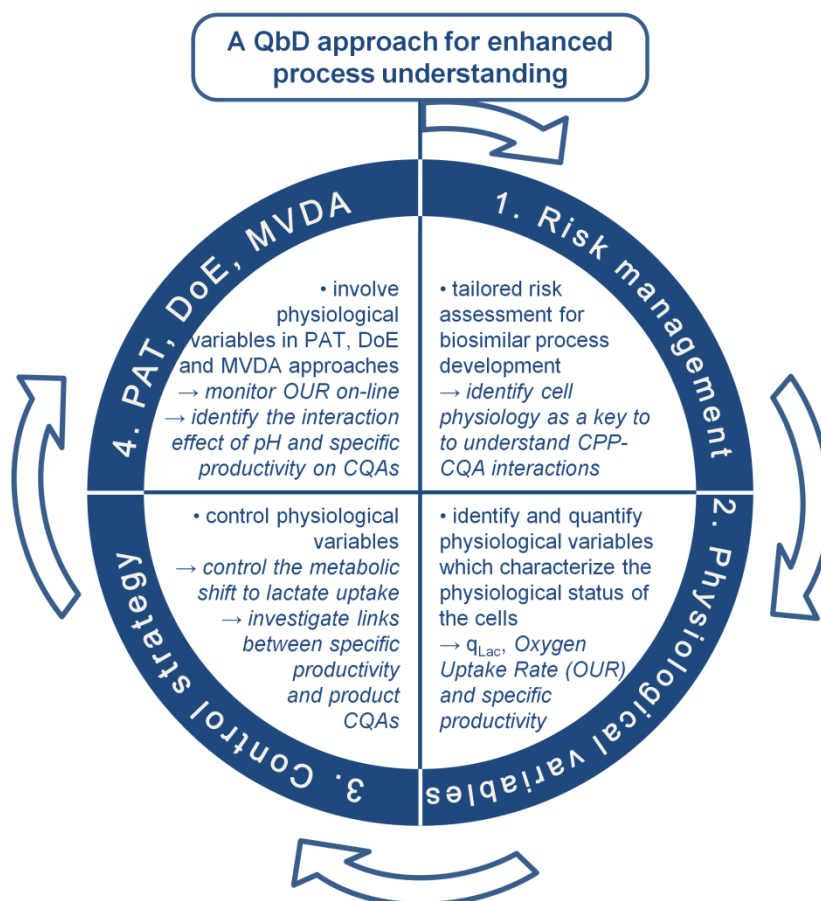 A QbD approach for enhanced
process understanding
1. Risk management
• tailored risk
assessment for
biosimilar process
development
→ identify cell
physiology as a key to
to understand CPP-
CQA interactions
2. Physiological variables
• identify and quantify
physiological variables
which characterize the
physiological status of
the cells
→ qLac, Oxygen
Uptake Rate (OUR)
and specific
productivity
3. Control strategy
• control physiological
variables
→ control the metabolic
shift to lactate uptake
→ investigate links
between specific
productivity
and product
CQAs
4. PAT, DoE, MVDA
• involve
physiological
variables in PAT, DoE
and MVDA approaches
→ monitor OUR on-line
→ identify the interaction
effect of pH and specific
productivity on CQAs